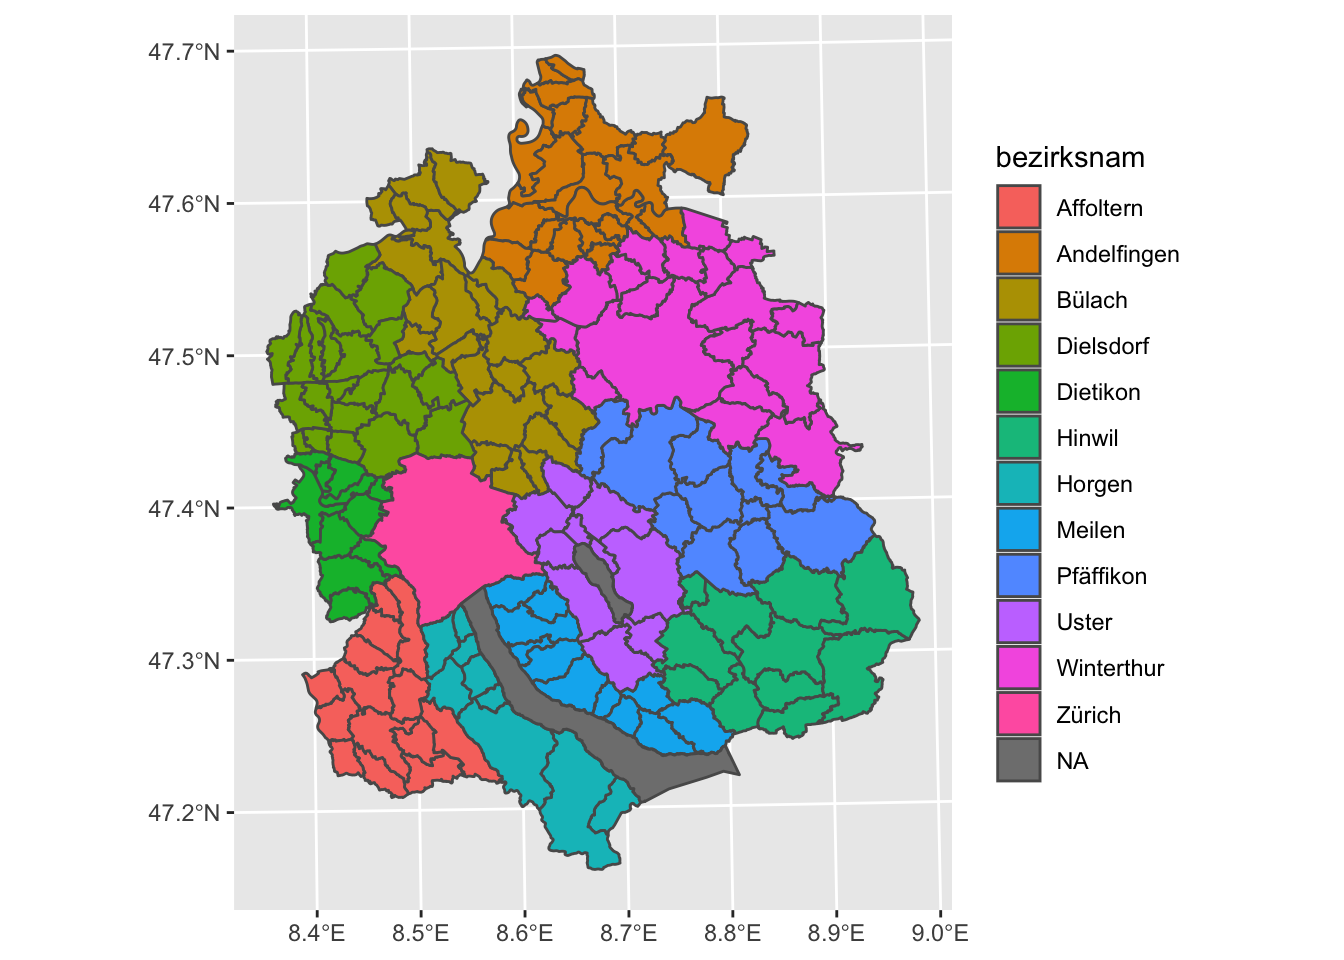 47.7°N
47.6°N
47.5°N
47.4°N
47.3°N
47.2°N
8.4°E 8.5°E 8.6°E 8.7°E 8.8°E 8.9°E 9.0°E
bezirksnam
Affoltern
Andelfingen
Bülach
Dielsdorf
Dietikon
Hinwil
Horgen
Meilen
Pfäffikon
Uster
Winterthur
Zürich
NA